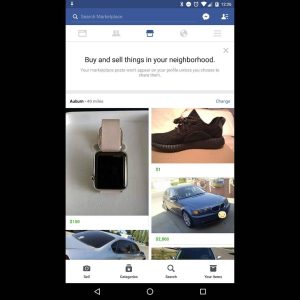 12:26
Search Marketplace
Buy and sell things in your neighborhood.
Your marketplace posts won't appear on your profile unless you choose to
share them.
Auburn • 40 miles
Change
$1
$150
$2,800
Sell
Categories
Search
Your Items